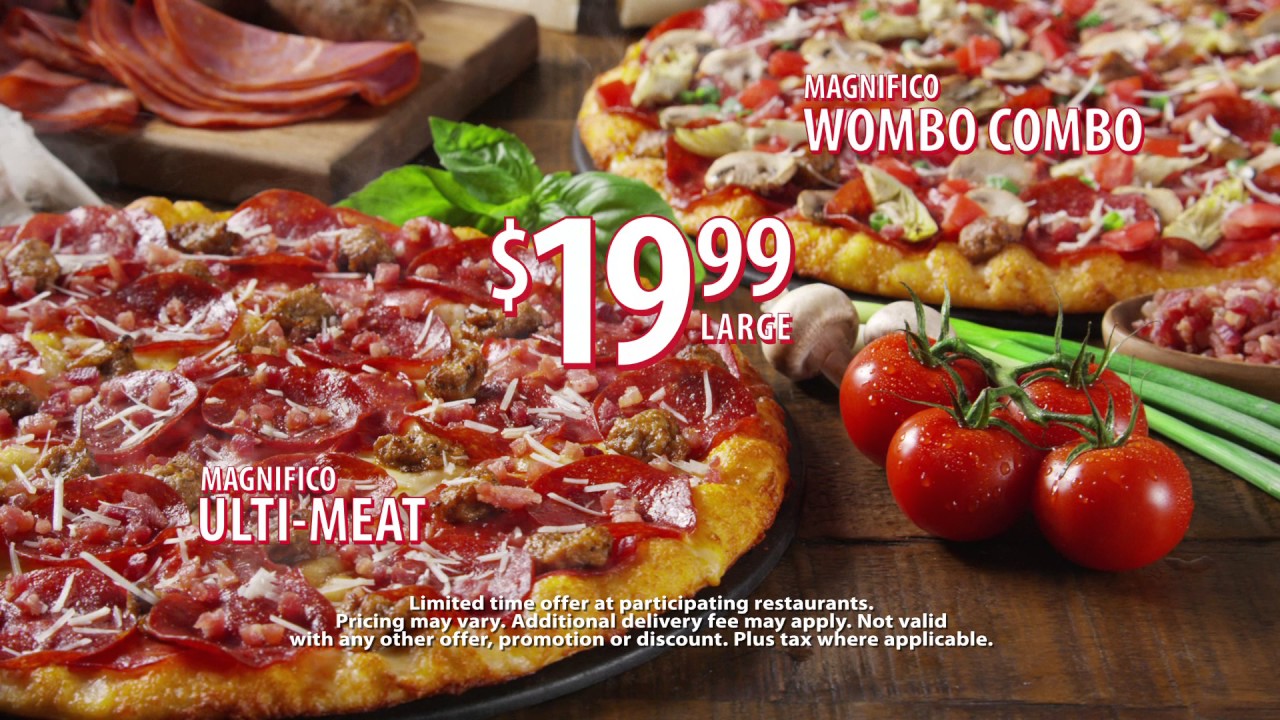 MAGNIFICO
WOMBO COMBO
$19.99
LARGE
MAGNIFICO
ULTI-MEAT
Limited time offer at participating restaurants.
Pricing may vary. Additional delivery fee may apply. Not valid
with any other offer, promotion or discount. Plus tax where applicable.